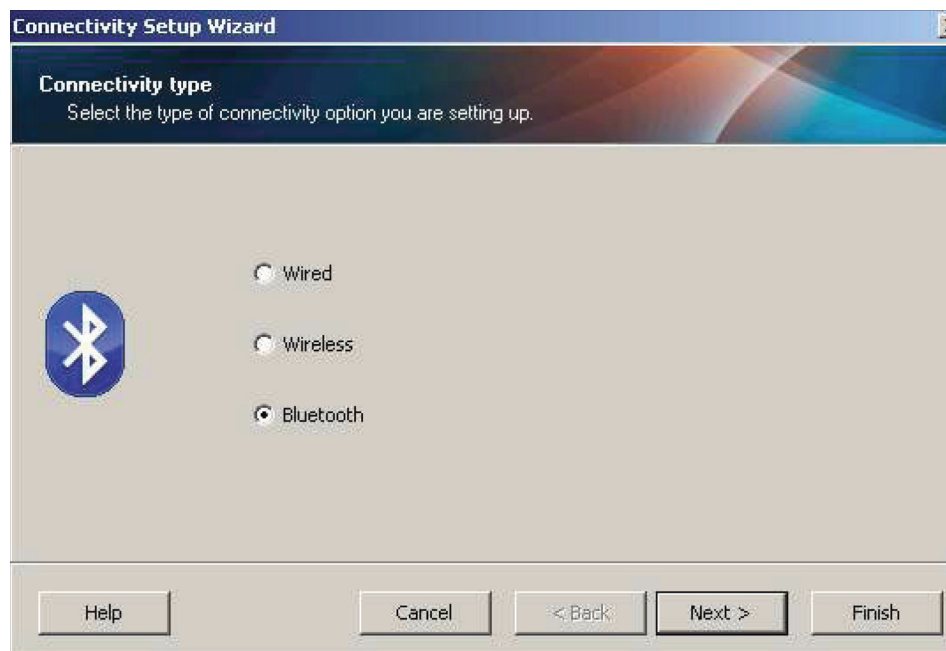 Connectivity Setup Wizard
Connectivity type
Select the type of connectivity option you are setting up.
Wired
Wireless
Bluetooth
Help Cancel < Back Next > Finish